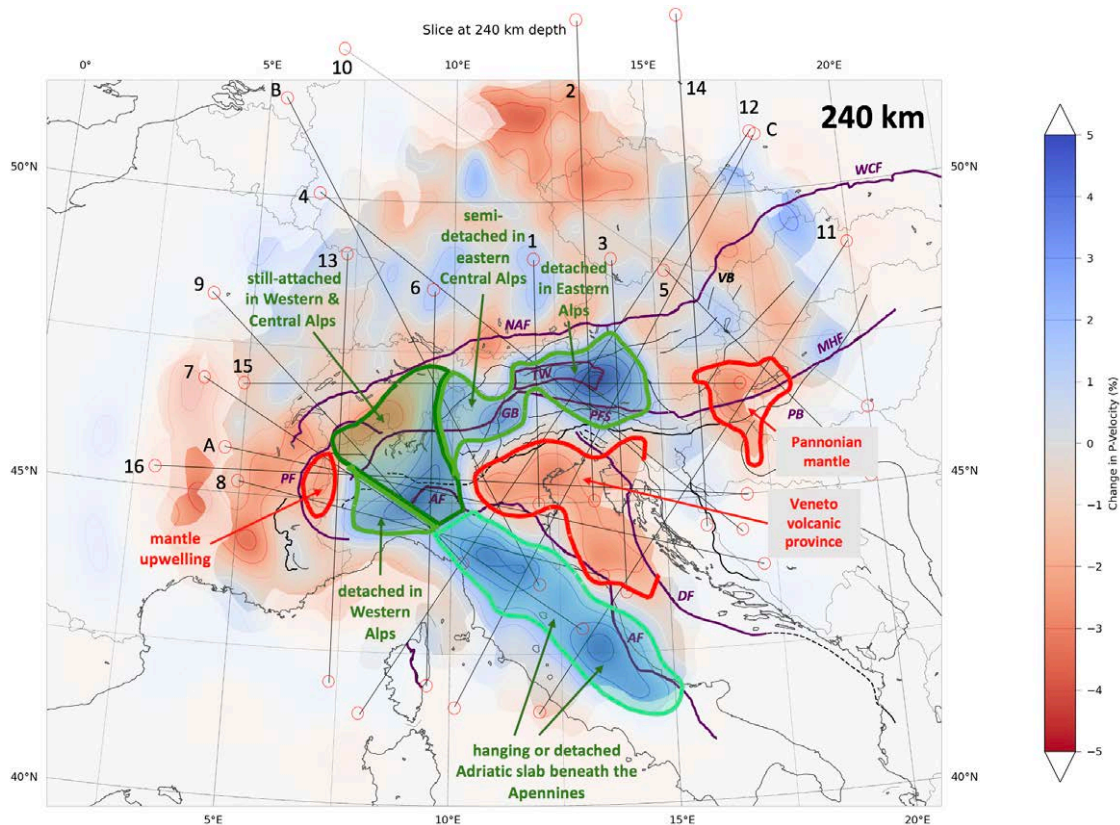 Slice at 240 km depth
0°
10°
15°
20°
10
B
2
14
12
C
240 km
50°N
50°N
WCF
4
11
semi-
detached in
eastern
Central Alps
1
3
detached in
Eastern
Alps
13
still-attached
in Western &
Central Alps
6
5
VB
9
NAF
MHF
7
15
TW
GB
PFS
PB
Pannonian
mantle
A
16
8
45°N
45°N
PF
AF
Veneto
volcanic
province
mantle
upwelling
detached in
Western
Alps
DF
AF
hanging or detached
Adriatic slab beneath the
Apennines
40°N
40°N
5°E
10°E
15°E
20°E
5
4
3
2
1
0
−1
−2
−3
−4
−5
Change in P-Velocity (%)